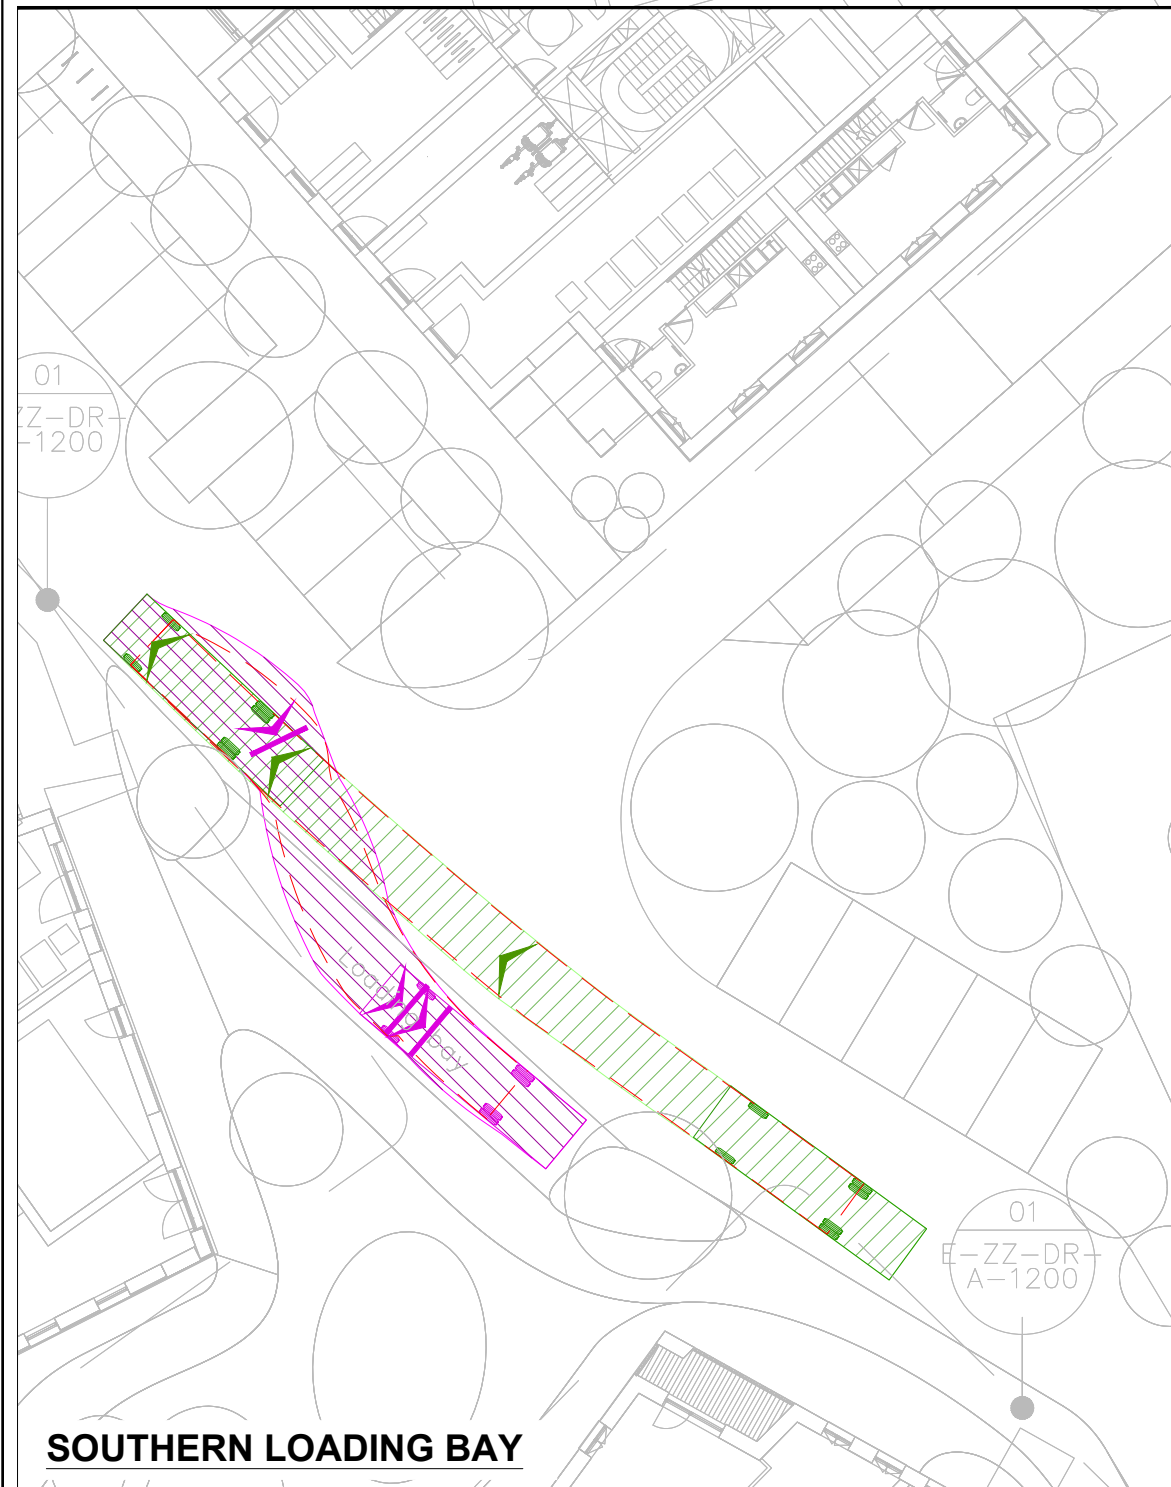 01
ZZ-DR-
-1200
Loading bay
01
E-ZZ-DR-
A-1200
SOUTHERN LOADING BAY